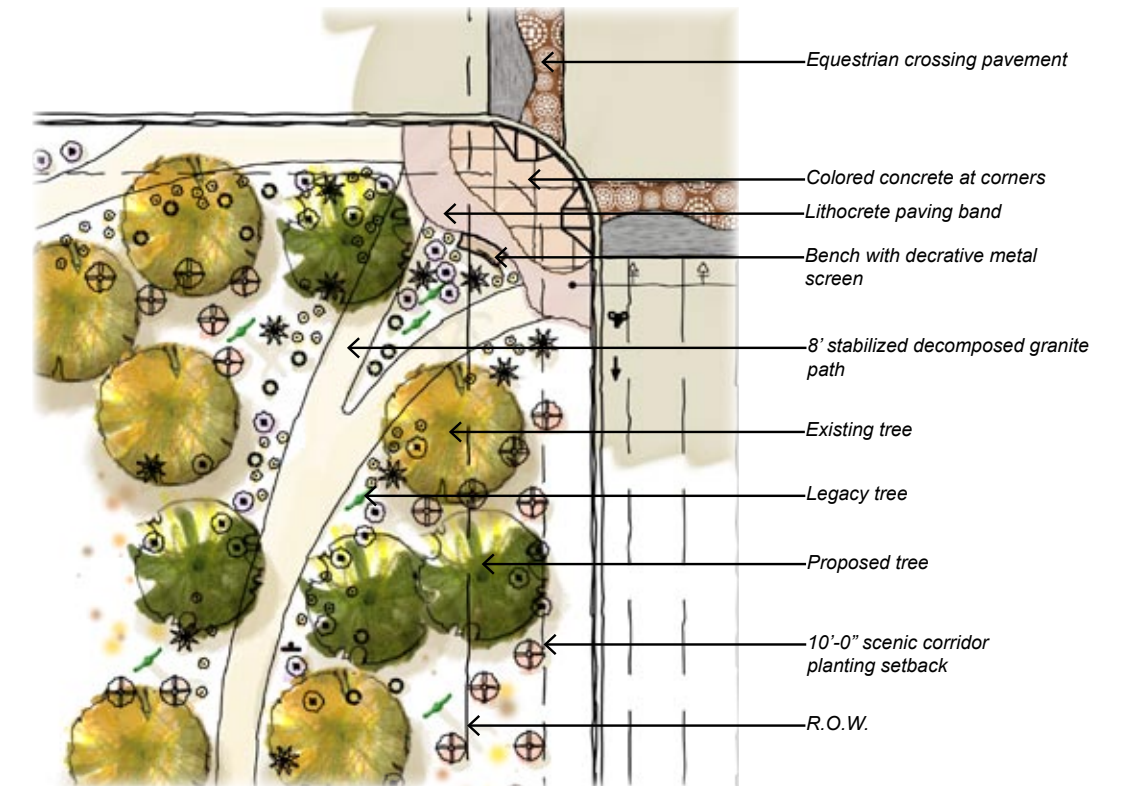 Equestrian crossing pavement
Colored concrete at corners
Lithocrete paving band
Bench with decrative metal
screen
8’ stabilized decomposed granite
path
Existing tree
Legacy tree
Proposed tree
10’-0” scenic corridor
planting setback
R.O.W.